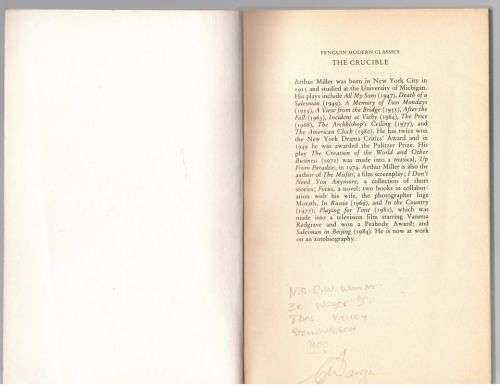 PENGUIN MODERN CLASSICS
THE CRUCIBLE
Arthur Miller was born in New York City in
1915 and studied at the University of Michigan.
His plays include All My Sons (1947), Death of a
Salesman (1949), A Memory of Two Mondays
(1955), A View from the Bridge (1955), After the
Fall (1963), Incident at Vichy (1964), The Price
(1968), The Archbishop's Ceiling (1977), and
The American Clock (1980). He has twice won
the New York Drama Critics' Award and in
1949 he was awarded the Pulitzer Prize. His
play The Creation of the World and Other
Business (1972) was made into a musical, Up
From Paradise, in 1974. Arthur Miller is also the
author of The Misfits, a film screenplay; I Don't
Need You Anymore, a collection of short
stories; Focus, a novel; two books in collabor-
ation with his wife, the photographer Inge
Morath, In Russia (1969), and In the Country
(1977); Playing for Time (1981), which was
made into a television film starring Vanessa
Redgrave and won a Peabody Award; and
Salesman in Beijing (1984). He is now at work
on an autobiography.